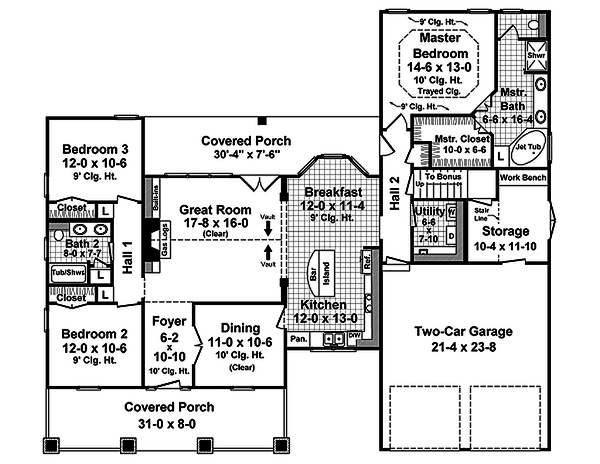 9' Clg. Ht.
Master
Bedroom
14-6 x 13-0
10' Clg. Ht.
Trayed Clg.
9' Clg. Ht.
Shwr
Mstr.
Bath
6-6 x 16-4
Jet Tub
L
Mstr. Closet
10-0 x 6-6
Covered Porch
30'-4" x 7'-6"
Bedroom 3
12-0 x 10-6
9' Clg. Ht.
Closet
L
Bath 2
8-0 x 7-7
Tub/Shws
L
Closet
L
Hall 1
Bedroom 2
12-0 x 10-6
9' Clg. Ht.
Built-ins
Gas Logs
Great Room
17-8 x 16-0
(Clear)
Vault
Vault
Breakfast
12-0 x 11-4
9' Clg. Ht.
Bar
Island
Ref.
Kitchen
12-0 x 13-0
Pan.
D/W
Hall 2
To Bonus
Up
Utility
6-6
x
7-10
W
D
Stair
Line
Work Bench
Storage
10-4 x 11-10
Foyer
6-2
x
10-10
10' Clg. Ht.
Dining
11-0 x 10-6
10' Clg. Ht.
(Clear)
Two-Car Garage
21-4 x 23-8
Covered Porch
31-0 x 8-0